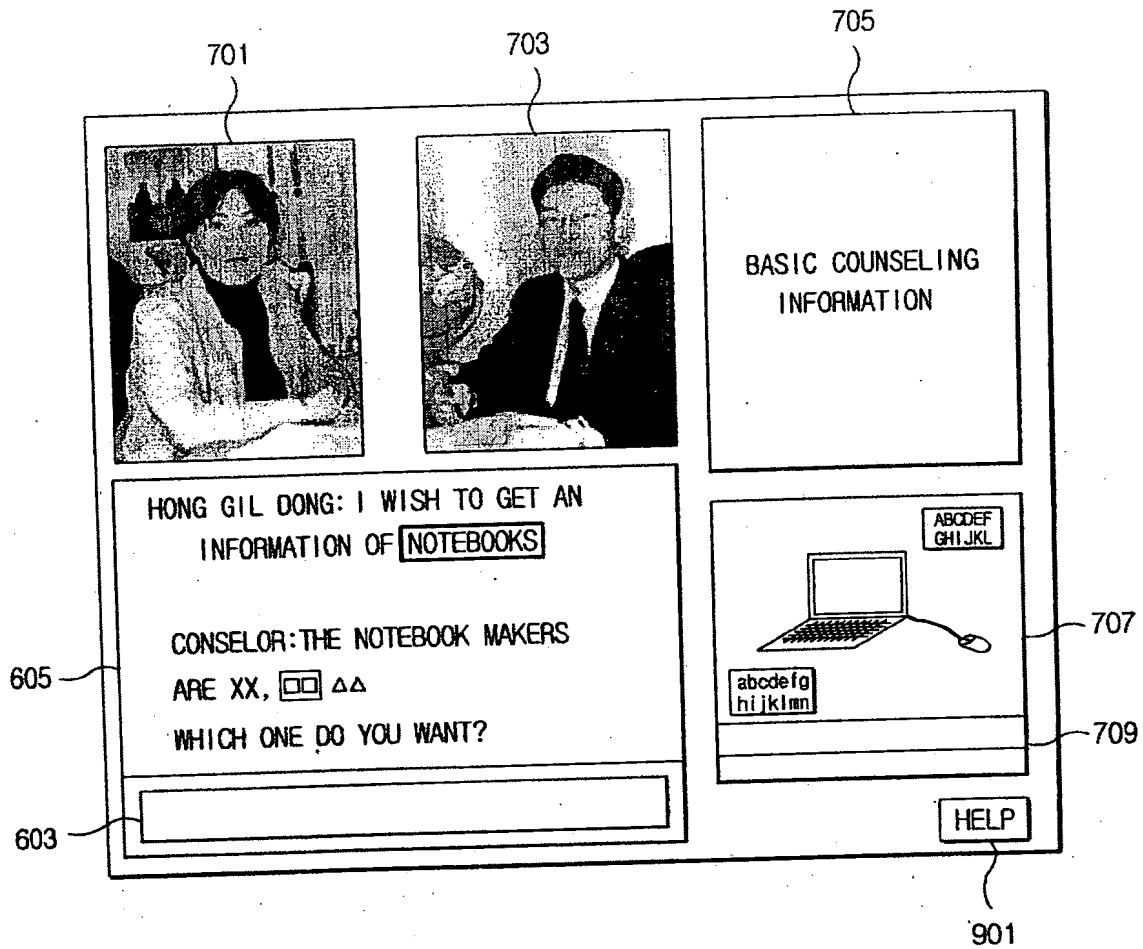 701
703
705
BASIC COUNSELING
INFORMATION
HONG GIL DONG: I WISH TO GET AN
INFORMATION OF NOTEBOOKS
CONSELOR:THE NOTEBOOK MAKERS
ARE XX, □□ △△
WHICH ONE DO YOU WANT?
605
603
ABCDEF
GHIJKL
abcdefg
hijklmn
707
709
HELP
901